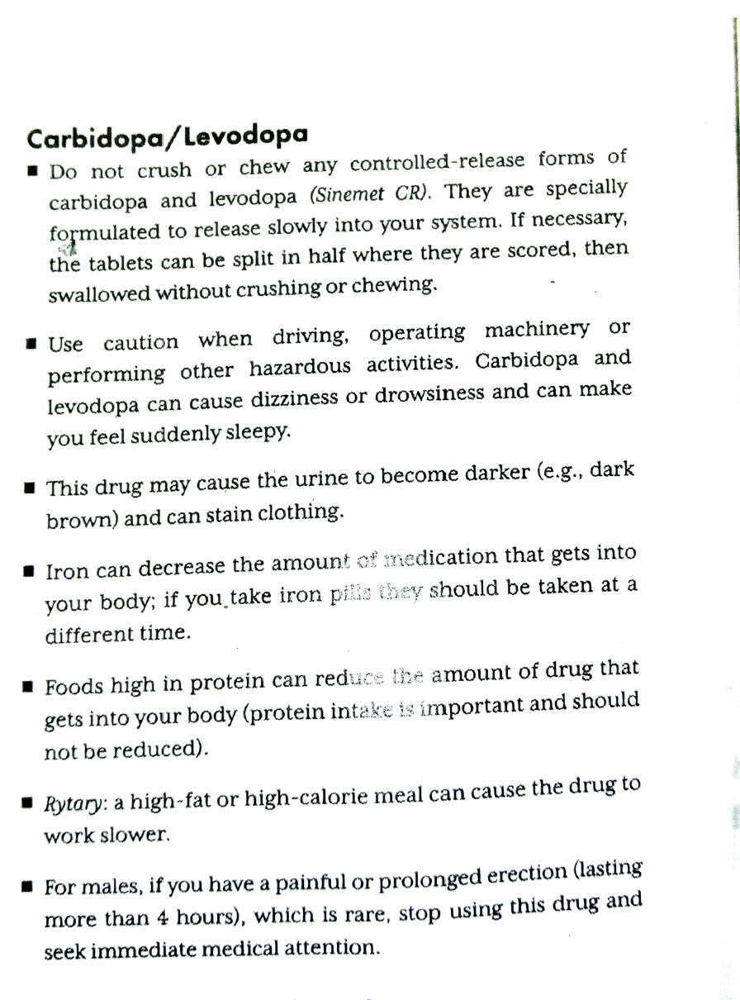 Carbidopa/Levodopa
■ Do not crush or chew any controlled-release forms of
carbidopa and levodopa (Sinemet CR). They are specially
formulated to release slowly into your system. If necessary,
the tablets can be split in half where they are scored, then
swallowed without crushing or chewing.
■ Use caution when driving, operating machinery or
performing other hazardous activities. Carbidopa and
levodopa can cause dizziness or drowsiness and can make
you feel suddenly sleepy.
■ This drug may cause the urine to become darker (e.g., dark
brown) and can stain clothing.
■ Iron can decrease the amount of medication that gets into
your body; if you take iron pills they should be taken at a
different time.
■ Foods high in protein can reduce the amount of drug that
gets into your body (protein intake is important and should
not be reduced).
■ Rytary: a high-fat or high-calorie meal can cause the drug to
work slower.
■ For males, if you have a painful or prolonged erection (lasting
more than 4 hours), which is rare, stop using this drug and
seek immediate medical attention.